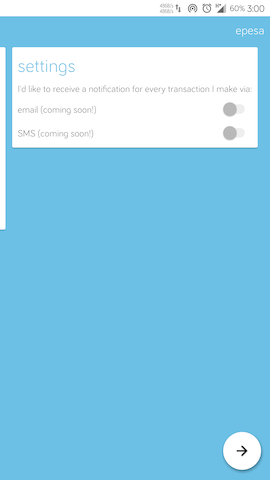 60% 3:00
epesa
settings
I'd like to receive a notification for every transaction I make via:
email (coming soon!)
SMS (coming soon!)